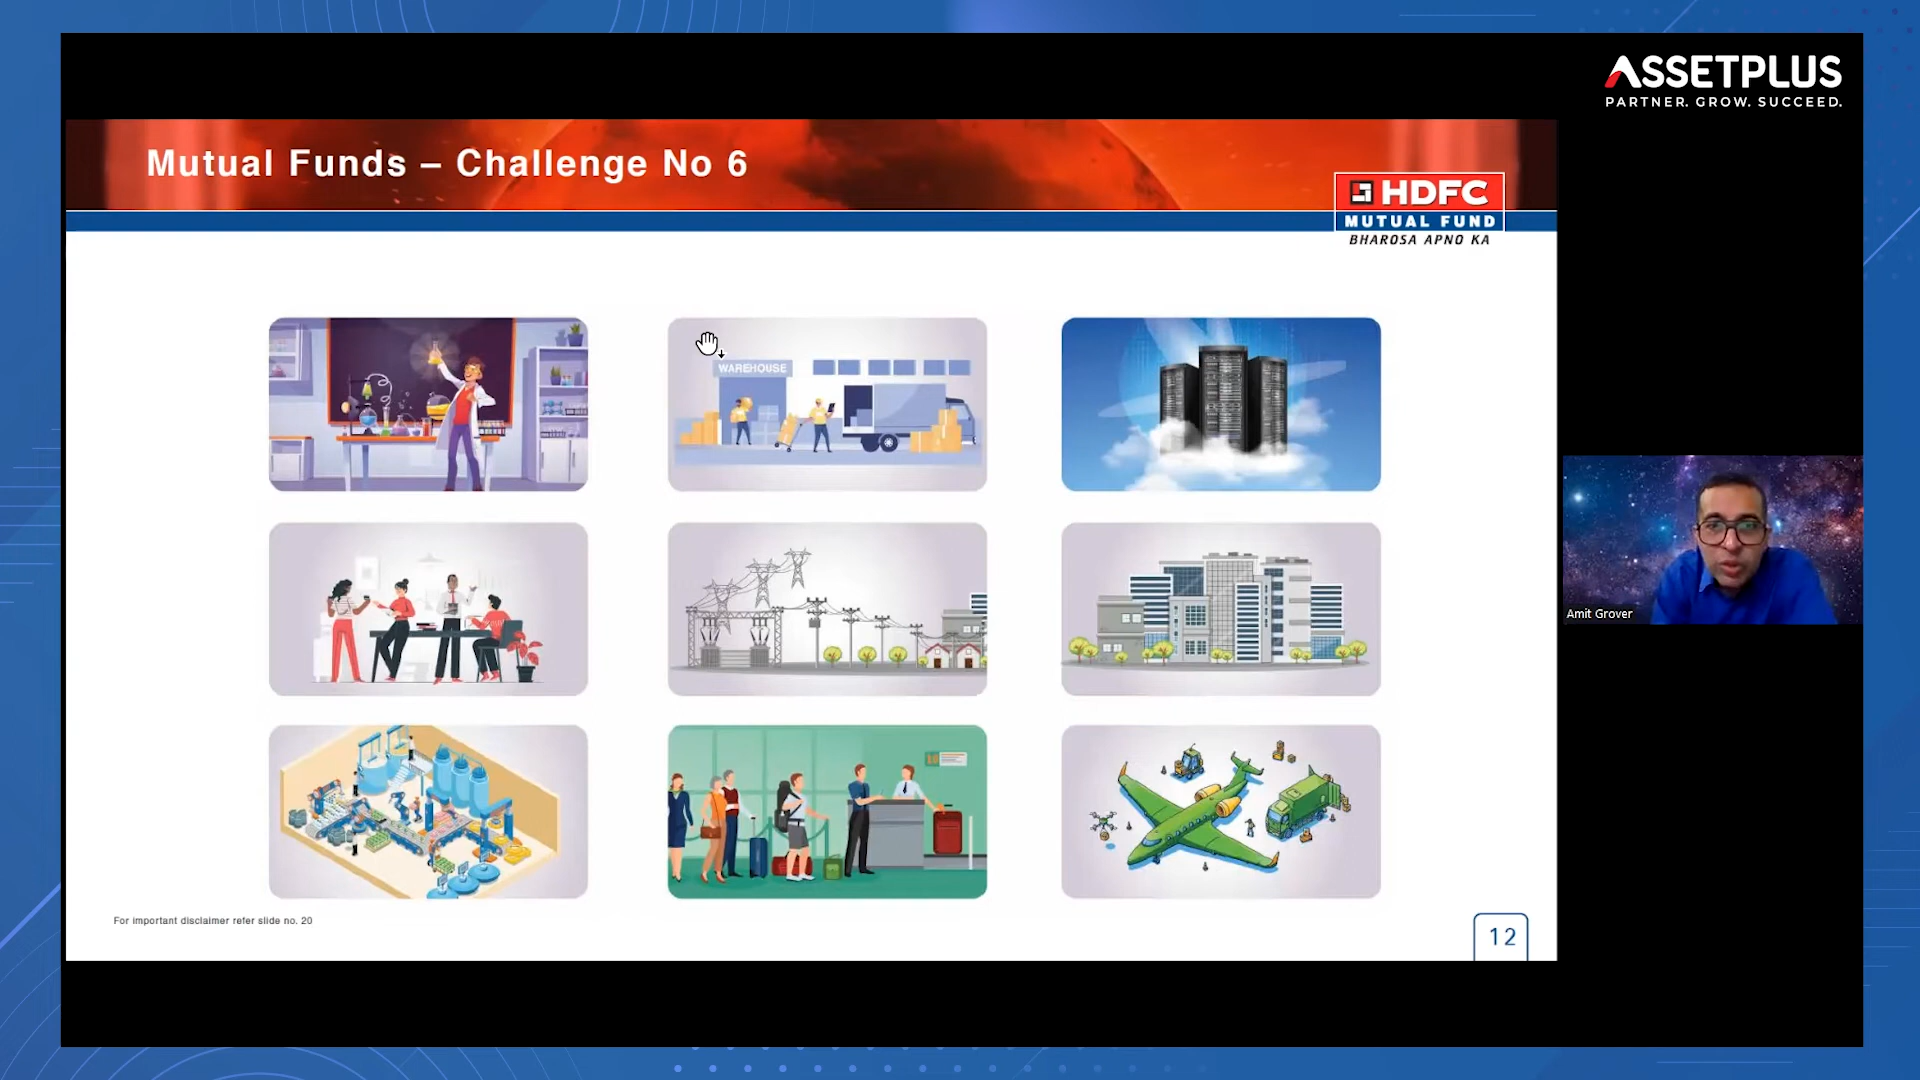 ASSETPLUS
PARTNER. GROW. SUCCEED.
Mutual Funds – Challenge No 6
HDFC
MUTUAL FUND
BHAROSA APNO KA
WAREHOUSE
Amit Grover
For important disclaimer refer slide no. 20
12